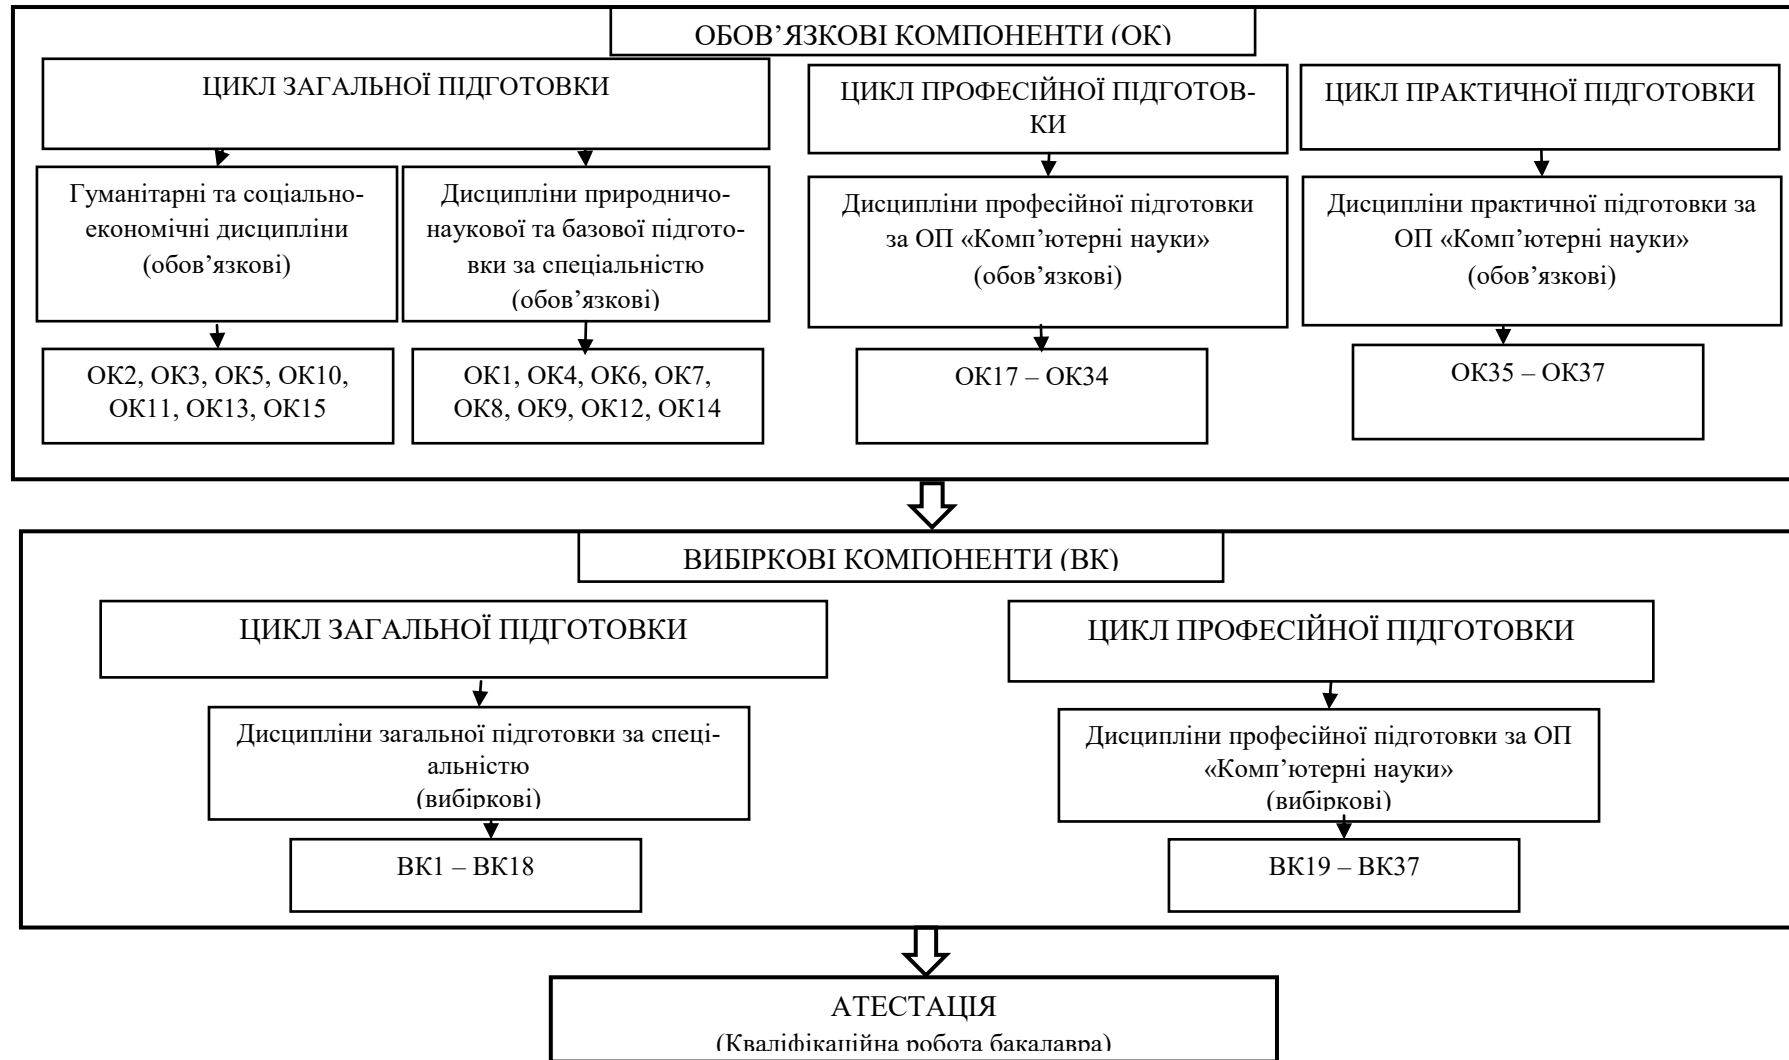 ОБОВ’ЯЗКОВІ КОМПОНЕНТИ (ОК)
ЦИКЛ ЗАГАЛЬНОЇ ПІДГОТОВКИ
Гуманітарні та соціально-
економічні дисципліни
(обов’язкові)
ОК2, ОК3, ОК5, ОК10,
ОК11, ОК13, ОК15
Дисципліни природничо-
наукової та базової підгото-
вки за спеціальністю
(обов’язкові)
ОК1, ОК4, ОК6, ОК7,
ОК8, ОК9, ОК12, ОК14
ЦИКЛ ПРОФЕСІЙНОЇ ПІДГОТОВ-
КИ
Дисципліни професійної підготовки
за ОП «Комп’ютерні науки»
(обов’язкові)
ОК17 – ОК34
ЦИКЛ ПРАКТИЧНОЇ ПІДГОТОВКИ
Дисципліни практичної підготовки за
ОП «Комп’ютерні науки»
(обов’язкові)
ОК35 – ОК37
ВИБІРКОВІ КОМПОНЕНТИ (ВК)
ЦИКЛ ЗАГАЛЬНОЇ ПІДГОТОВКИ
Дисципліни загальної підготовки за спеці-
альністю
(вибіркові)
ВК1 – ВК18
ЦИКЛ ПРОФЕСІЙНОЇ ПІДГОТОВКИ
Дисципліни професійної підготовки за ОП
«Комп’ютерні науки»
(вибіркові)
ВК19 – ВК37
АТЕСТАЦІЯ
(Кваліфікаційна робота бакалавра)